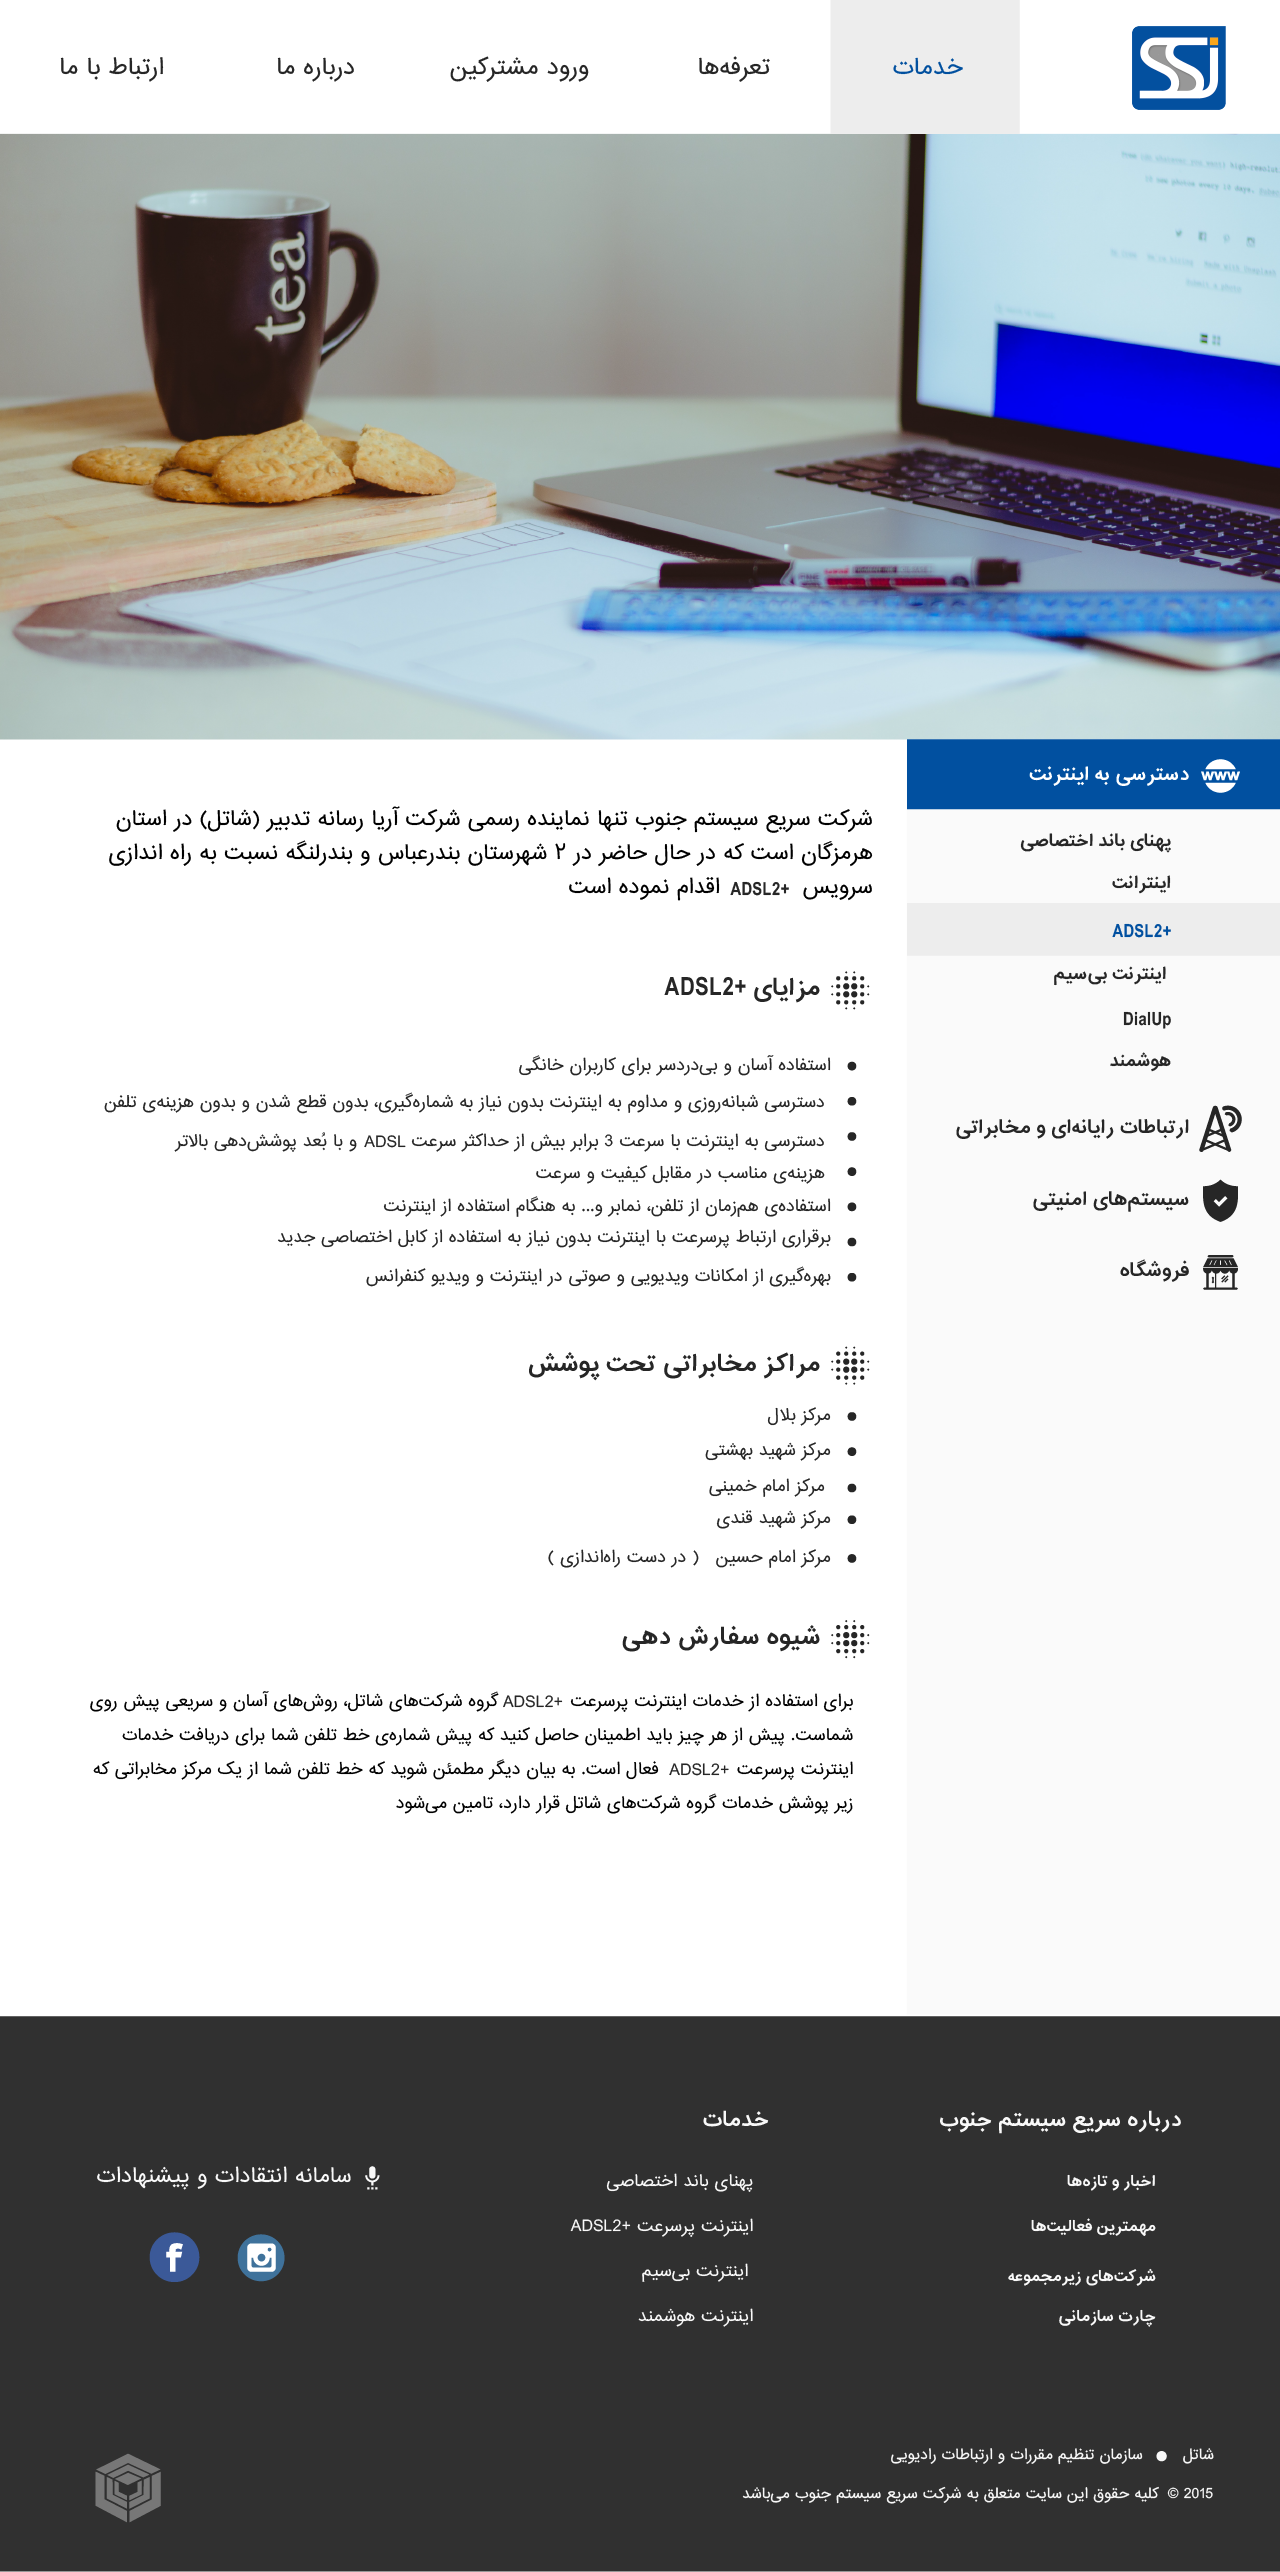 خدمات
تعرفه‌ها
ورود مشترکین
درباره ما
ارتباط با ما
tea
دسترسی به اینترنت
پهنای باند اختصاصی
اینترانت
ADSL2+
اینترنت بی‌سیم
DialUp
هوشمند
ارتباطات رایانه‌ای و مخابراتی
سیستم‌های امنیتی
فروشگاه
شرکت سریع سیستم جنوب تنها نماینده رسمی شرکت آریا رسانه تدبیر (شاتل) در استان
هرمزگان است که در حال حاضر در ۲ شهرستان بندرعباس و بندرلنگه نسبت به راه اندازی
سرویس ADSL2+ اقدام نموده است
مزایای ADSL2+
استفاده آسان و بی‌دردسر برای کاربران خانگی
دسترسی شبانه‌روزی و مداوم به اینترنت بدون نیاز به شماره‌گیری، بدون قطع شدن و بدون هزینه‌ی تلفن
دسترسی به اینترنت با سرعت 3 برابر بیش از حداکثر سرعت ADSL و با بُعد پوشش‌دهی بالاتر
هزینه‌ی مناسب در مقابل کیفیت و سرعت
استفاده‌ی همزمان از تلفن، نمابر و... به هنگام استفاده از اینترنت
برقراری ارتباط پرسرعت با اینترنت بدون نیاز به استفاده از کابل اختصاصی جدید
بهره‌گیری از امکانات ویدیویی و صوتی در اینترنت و ویدیو کنفرانس
مراکز مخابراتی تحت پوشش
مرکز بلال
مرکز شهید بهشتی
مرکز امام خمینی
مرکز شهید قندی
مرکز امام حسین ( در دست راه‌اندازی )
شیوه سفارش دهی
برای استفاده از خدمات اینترنت پرسرعت ADSL2+ گروه شرکت‌های شاتل، روش‌های آسان و سریعی پیش روی
شماست. پیش از هر چیز باید اطمینان حاصل کنید که پیش شماره‌ی خط تلفن شما برای دریافت خدمات
اینترنت پرسرعت ADSL2+ فعال است. به بیان دیگر مطمئن شوید که خط تلفن شما از یک مرکز مخابراتی که
زیر پوشش خدمات گروه شرکت‌های شاتل قرار دارد، تامین می‌شود
درباره سریع سیستم جنوب
اخبار و تازه‌ها
مهمترین فعالیت‌ها
شرکت‌های زیرمجموعه
چارت سازمانی
خدمات
پهنای باند اختصاصی
اینترنت پرسرعت ADSL2+
اینترنت بی‌سیم
اینترنت هوشمند
سامانه انتقادات و پیشنهادات
شاتل ● سازمان تنظیم مقررات و ارتباطات رادیویی
2015 © کلیه حقوق این سایت متعلق به شرکت سریع سیستم جنوب می‌باشد